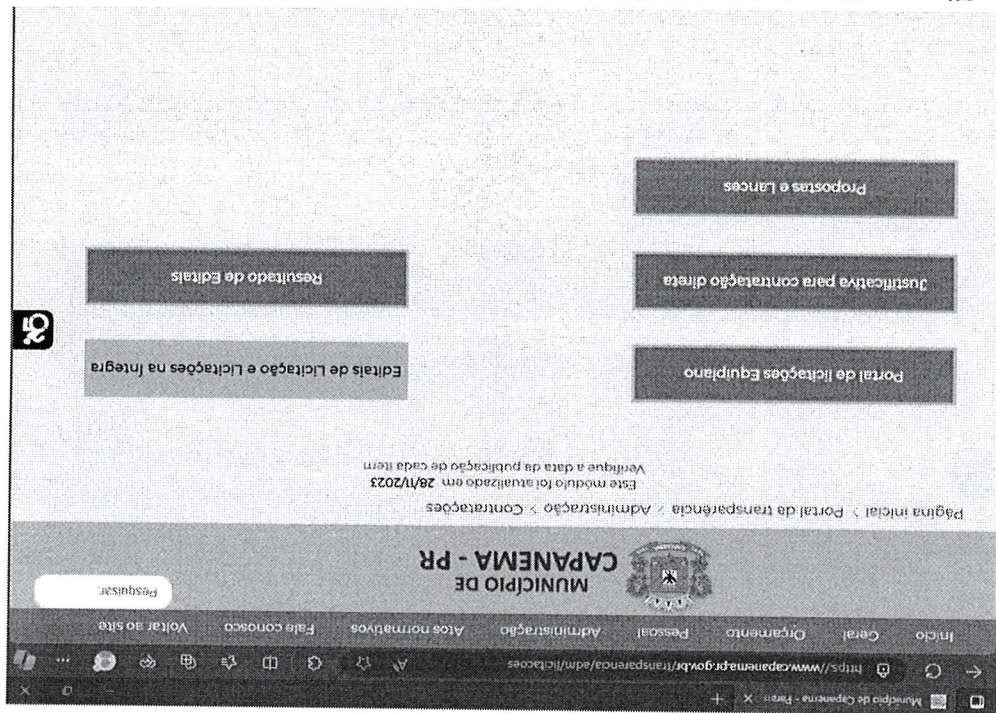 Município de Capanema - Paran
https://www.capanema.pr.gov.br/transparencia/adm/licitacoes
Início Geral Orçamento Pessoal Administração Atos normativos Fale conosco Voltar ao site
MUNICÍPIO DE
CAPANEMA - PR
Pesquisar:
Página inicial > Portal da transparência > Administração > Contratações
Este módulo foi atualizado em 28/11/2023
Verifique a data da publicação de cada item
Portal de licitações Equiplano
Editais de Licitação e Licitações na Íntegra
Justificativa para contratação direta
Resultado de Editais
Propostas e Lances